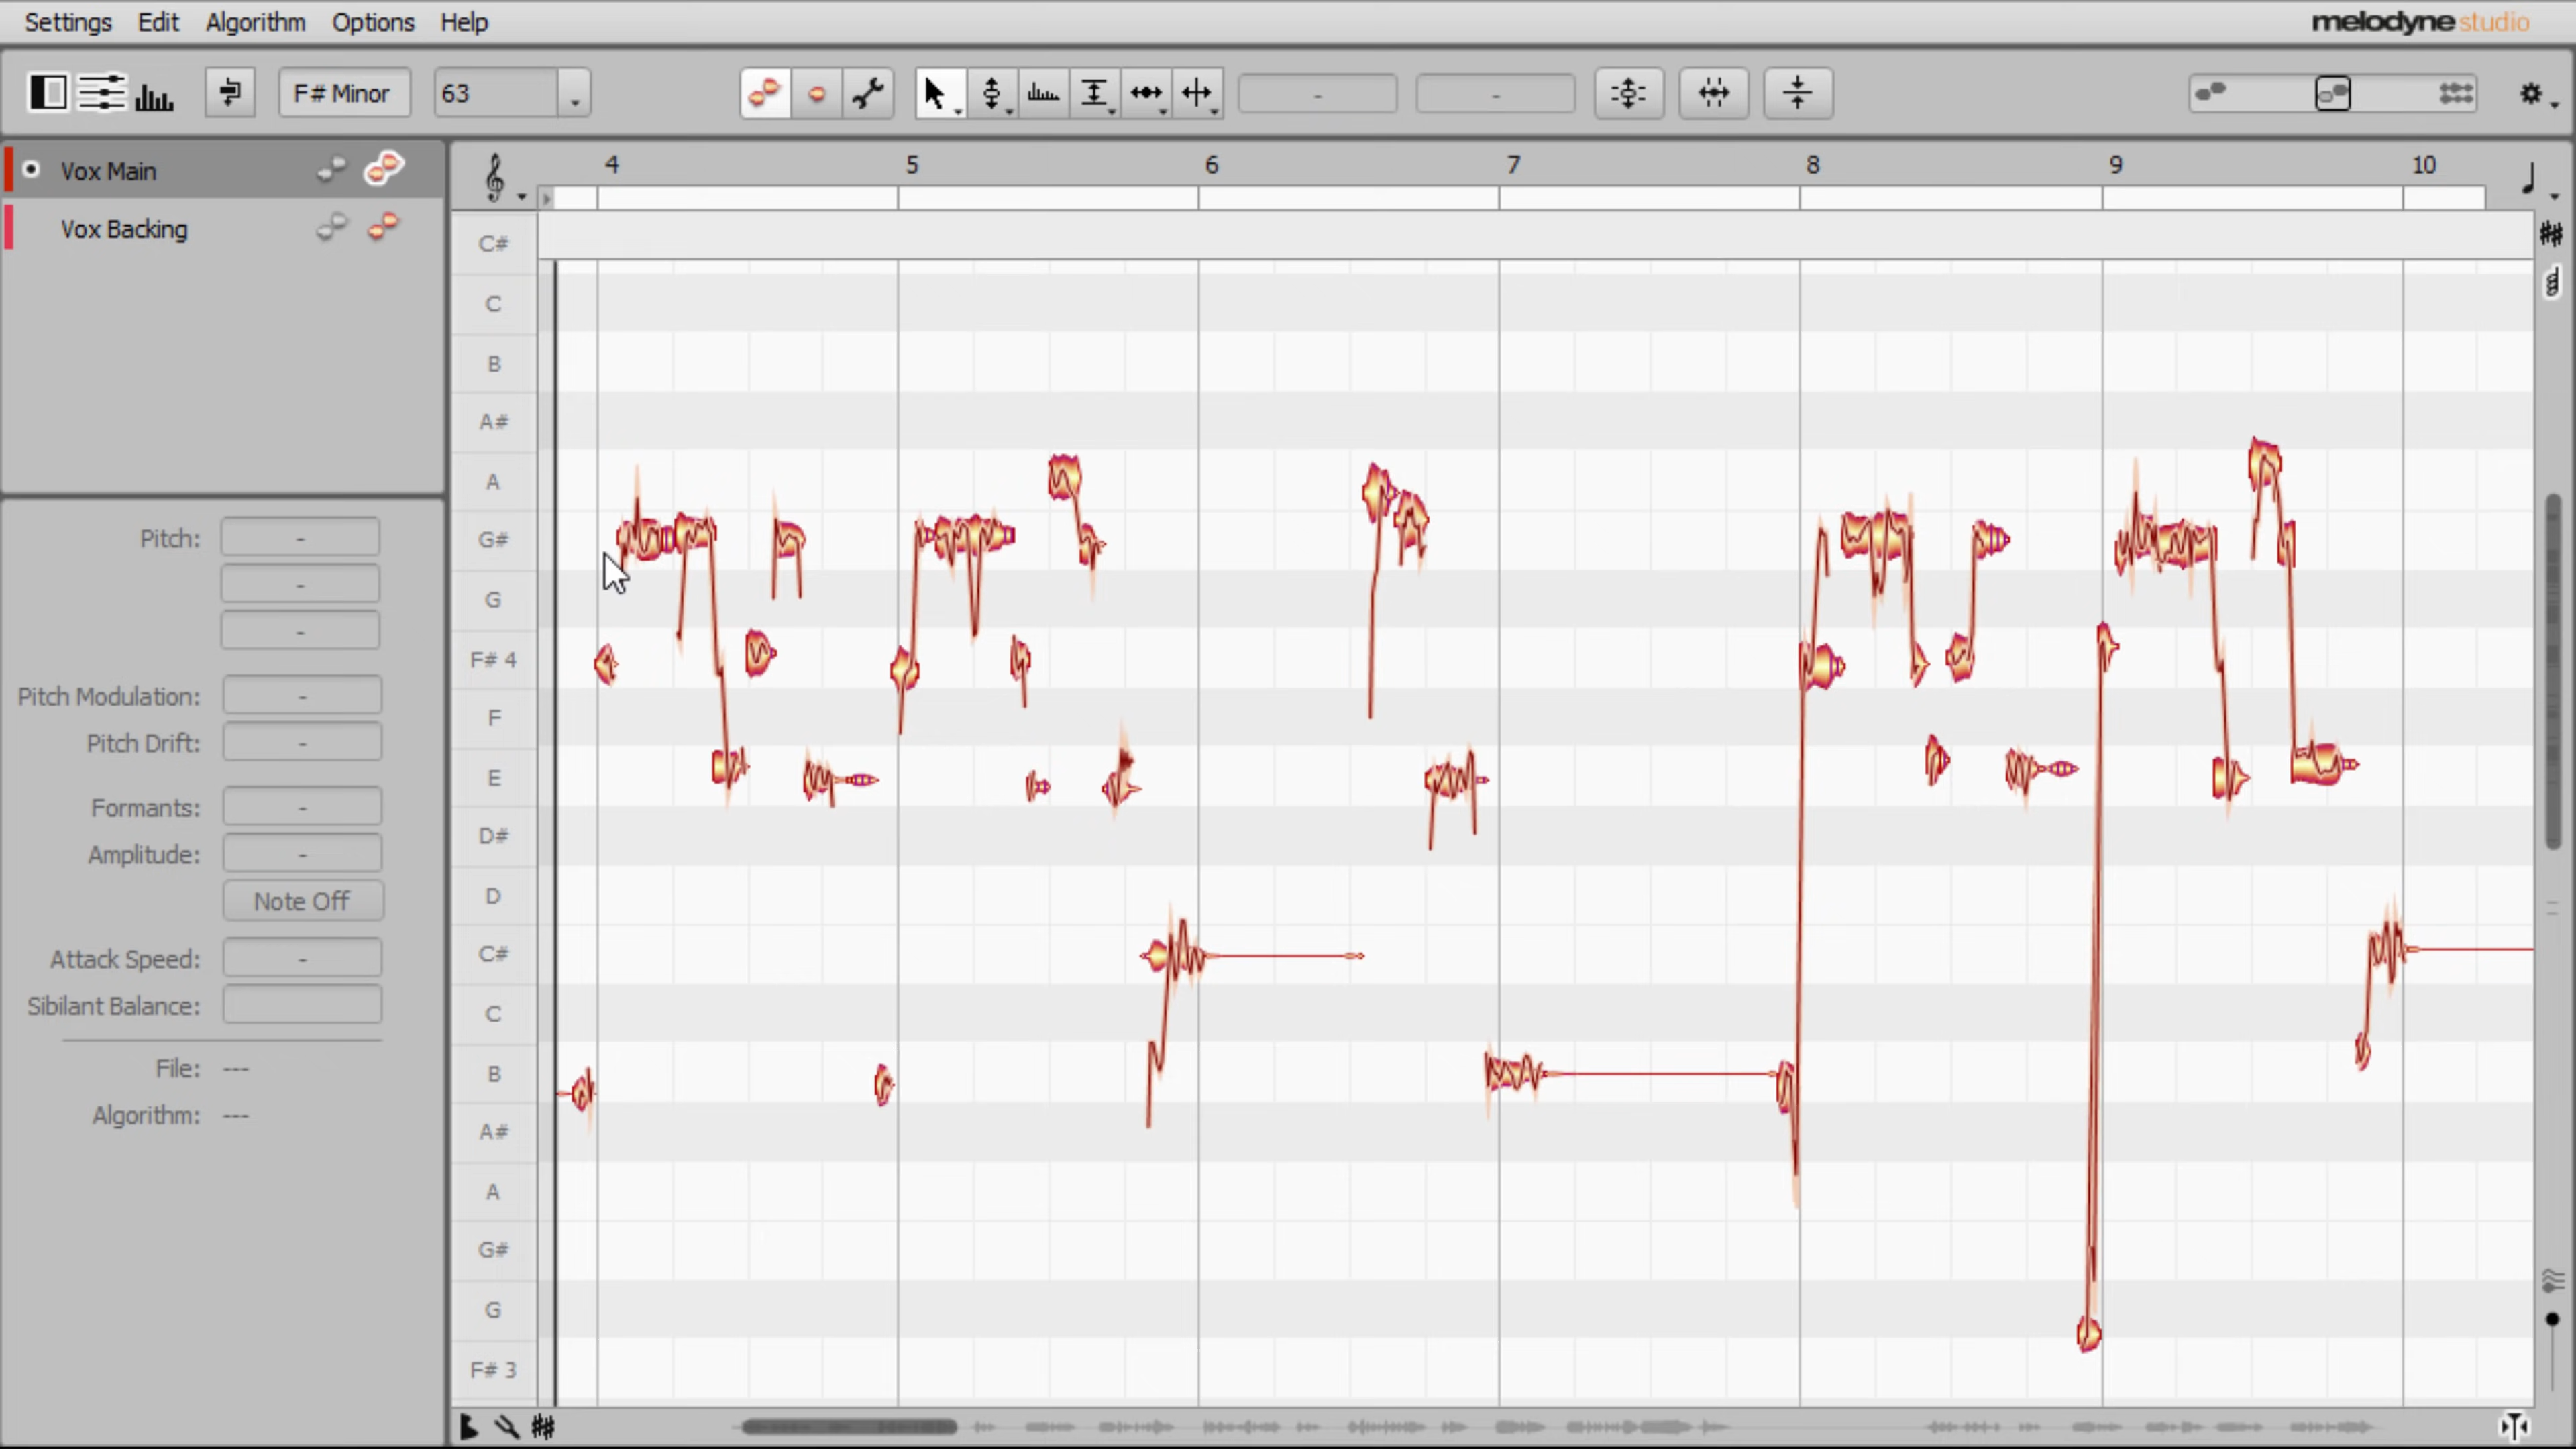 Settings Edit Algorithm Options Help melodyne studio
F# Minor 63 - -
Vox Main
Vox Backing
4 5 6 7 8 9 10
C#
C
B
A#
A
G#
G
F# 4
F
E
D#
D
C#
C
B
A#
A
G#
G
F# 3
Pitch: -
-
-
Pitch Modulation: -
Pitch Drift: -
Formants: -
Amplitude: -
Note Off
Attack Speed: -
Sibilant Balance:
File: ---
Algorithm: ---